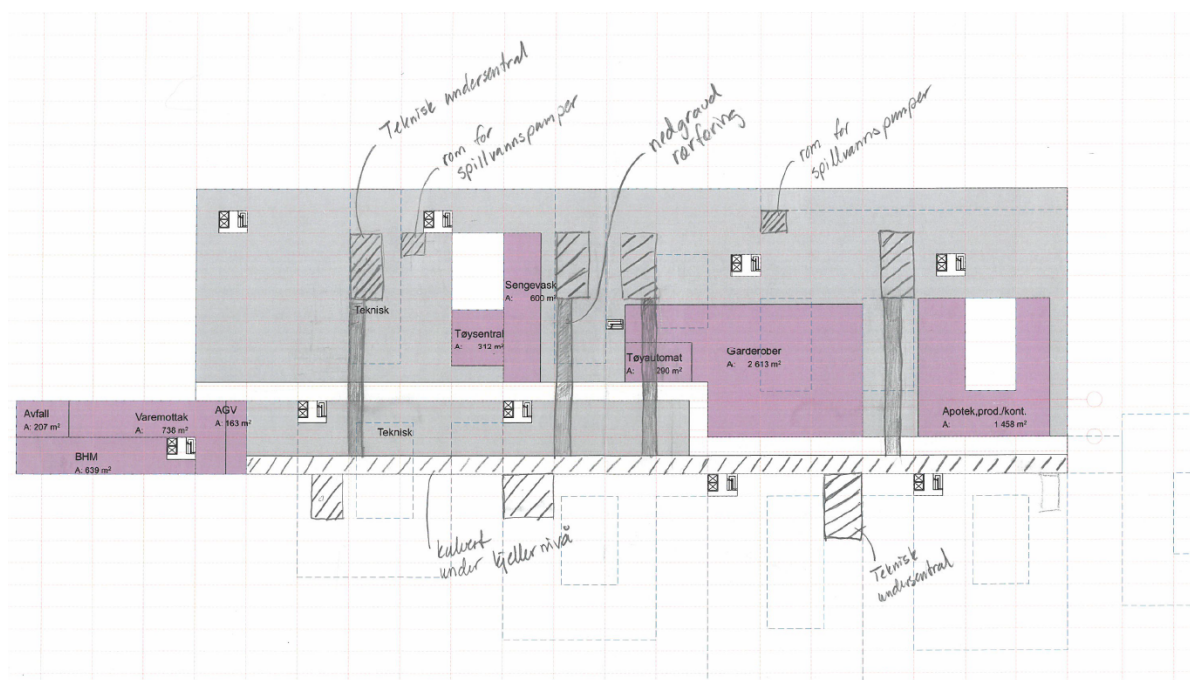 Teknisk undersentral
rom for
spillvannspumper
nedgravd
rørføring
rom for
spillvannspumper
Sengevask
A: 600 m²
Teknisk
Tøysentral
A: 312 m²
Tøyautomat
A: 290 m²
Garderober
A: 2 613 m²
Avfall
A: 207 m²
Varemottak
A: 738 m²
AGV
A: 163 m²
Apotek,prod./kont.
A: 1 458 m²
Teknisk
BHM
A: 639 m²
kulvert
under kjellernivå
Teknisk
undersentral